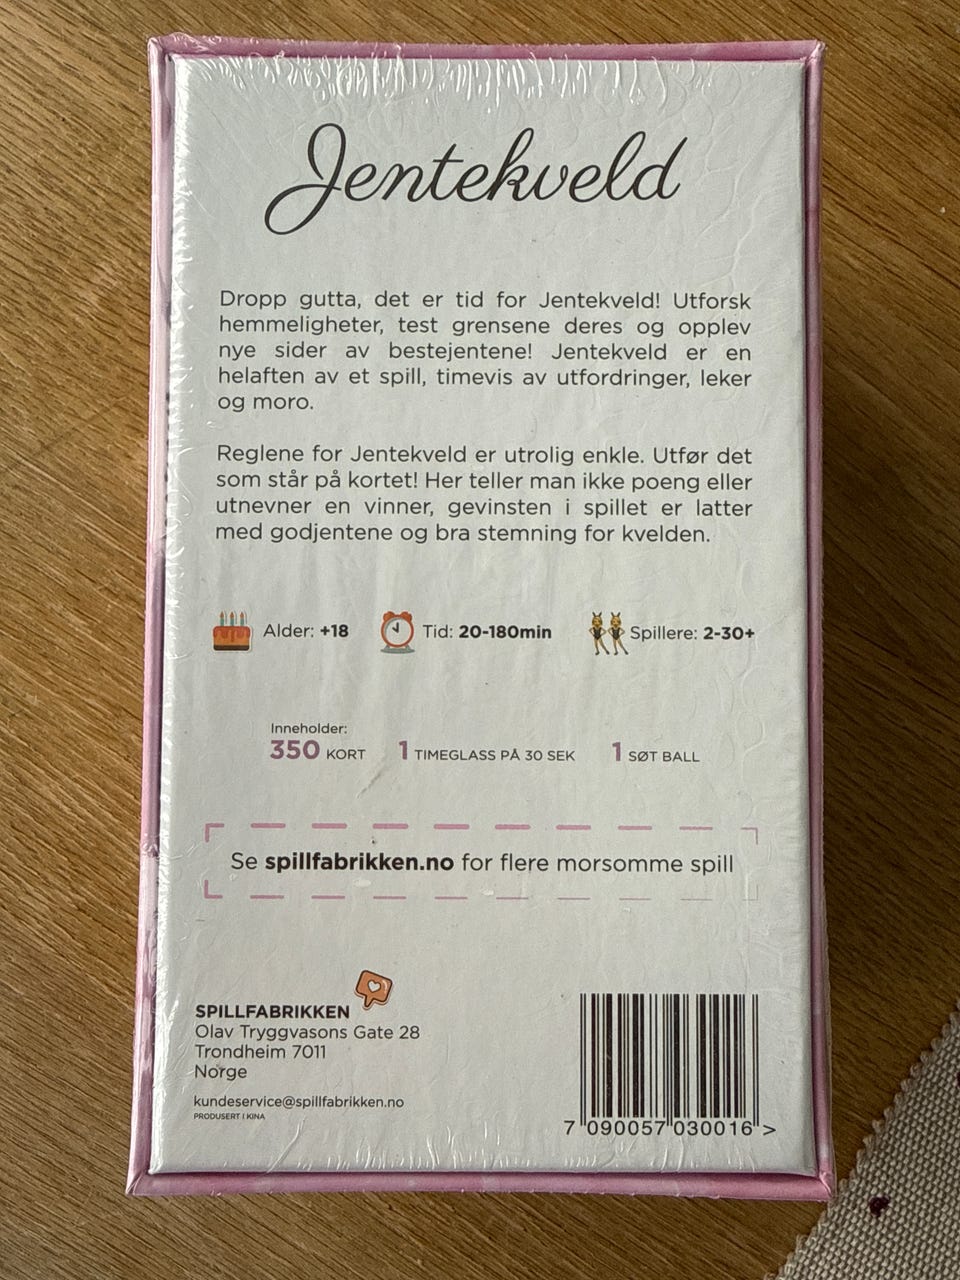 Jentekveld
Dropp gutta, det er tid for Jentekveld! Utforsk
hemmeligheter, test grensene deres og opplev
nye sider av bestejentene! Jentekveld er en
helaften av et spill, timevis av utfordringer, leker
og moro.
Reglene for Jentekveld er utrolig enkle. Utfør det
som står på kortet! Her teller man ikke poeng eller
utnevner en vinner, gevinsten i spillet er latter
med godjentene og bra stemning for kvelden.
Alder: +18 Tid: 20-180min Spillere: 2-30+
Inneholder:
350 KORT 1 TIMEGLASS PÅ 30 SEK 1 SØT BALL
Se spillfabrikken.no for flere morsomme spill
SPILLFABRIKKEN
Olav Tryggvasons Gate 28
Trondheim 7011
Norge
kundeservice@spillfabrikken.no
PRODUSERT I KINA
7 090057 030016 >